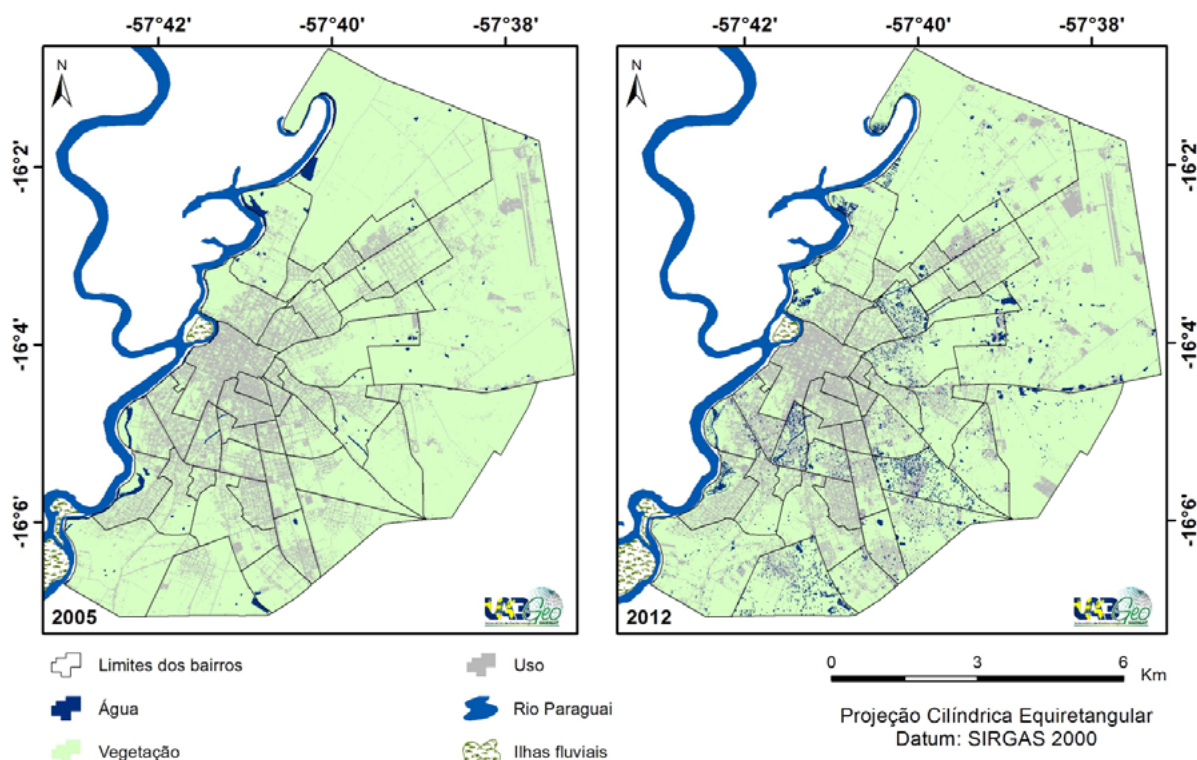 -57°42' -57°40' -57°38'
-57°42' -57°40' -57°38'
N
N
-16°2'
-16°4'
-16°6'
-16°2'
-16°4'
-16°6'
2005
Geo
2012
Geo
Limites dos bairros
Água
Vegetação
Uso
Rio Paraguai
Ilhas fluviais
0 3 6 Km
Projeção Cilíndrica Equiretangular
Datum: SIRGAS 2000